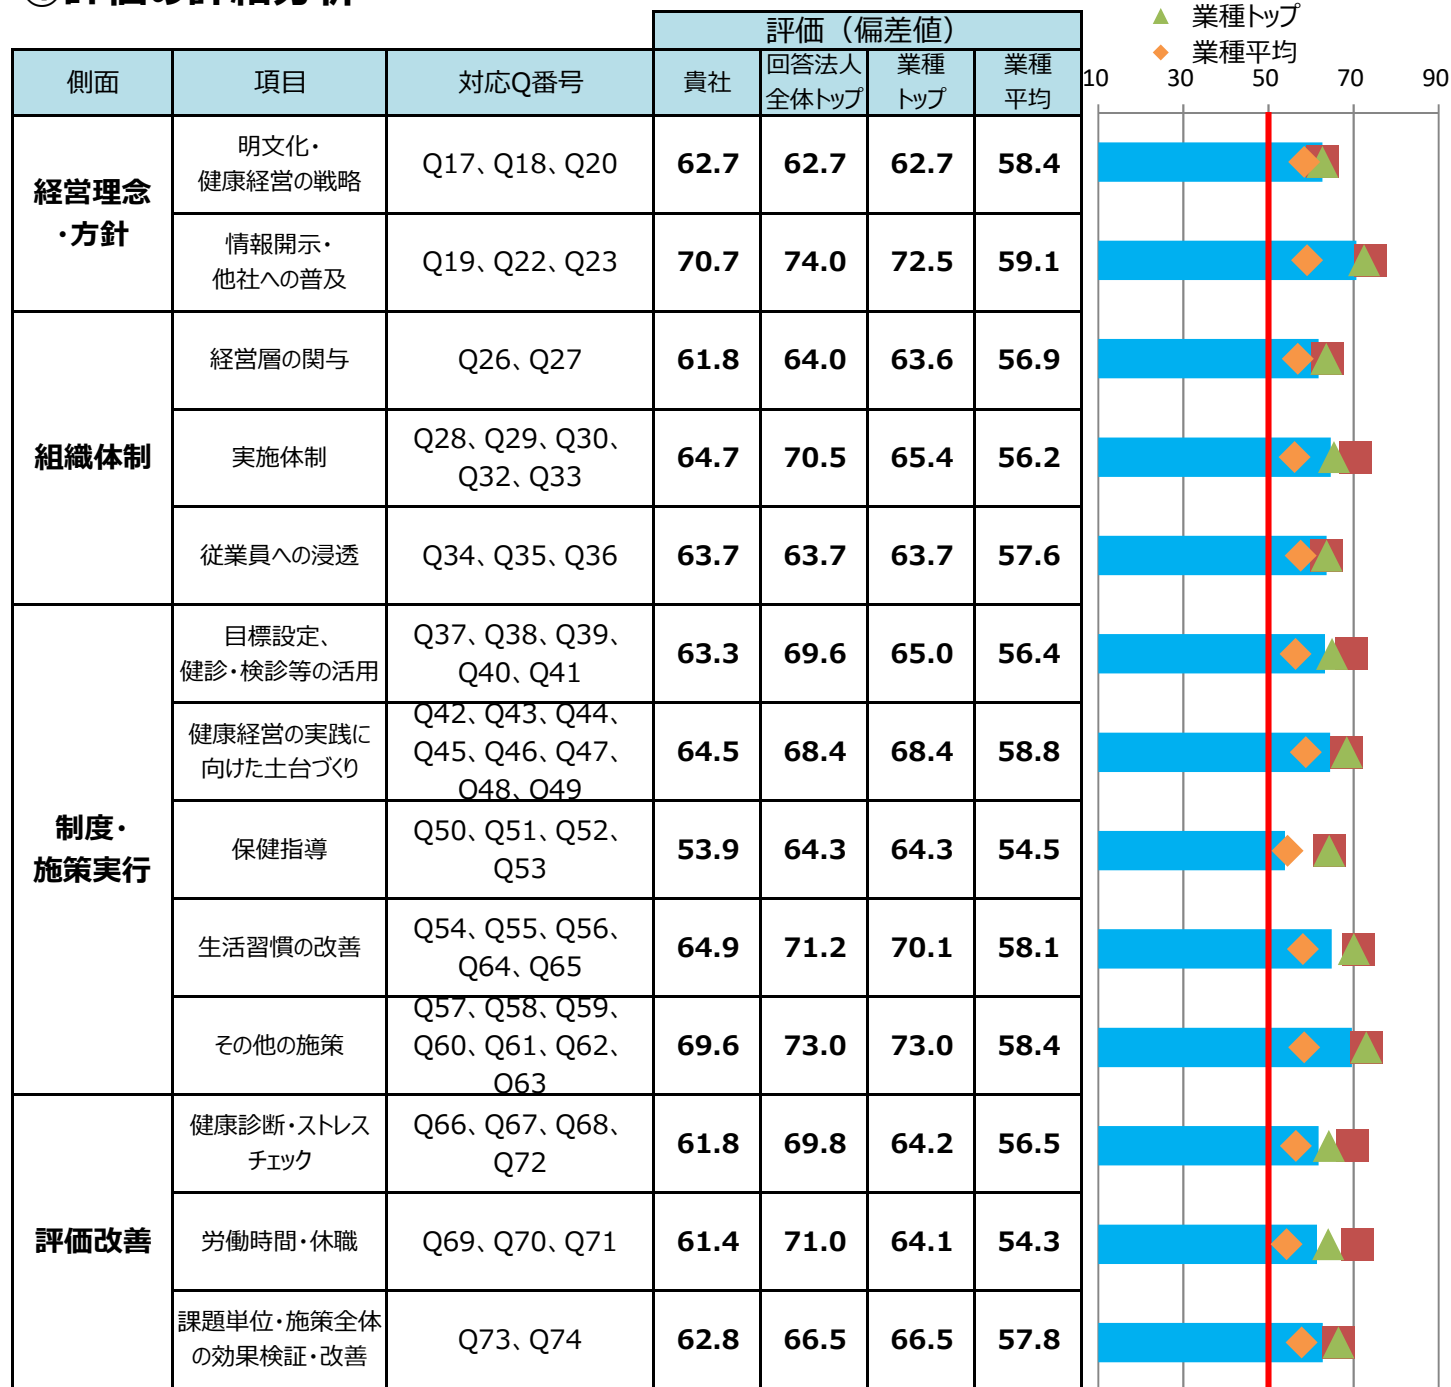 ①評価の詳細分析
業種トップ
業種平均
評価（偏差値）
側面 項目 対応Q番号 貴社 回答法人 業種 業種
全体トップ トップ 平均
10 30 50 70 90
経営理念
・方針
明文化・
健康経営の戦略
Q17、Q18、Q20 62.7 62.7 62.7 58.4
情報開示・
他社への普及
Q19、Q22、Q23 70.7 74.0 72.5 59.1
組織体制
経営層の関与 Q26、Q27 61.8 64.0 63.6 56.9
実施体制
Q28、Q29、Q30、
Q32、Q33
64.7 70.5 65.4 56.2
従業員への浸透 Q34、Q35、Q36 63.7 63.7 63.7 57.6
制度・
施策実行
目標設定、
健診・検診等の活用
Q37、Q38、Q39、
Q40、Q41
63.3 69.6 65.0 56.4
健康経営の実践に
向けた土台づくり
Q42、Q43、Q44、
Q45、Q46、Q47、
Q48、Q49
64.5 68.4 68.4 58.8
保健指導
Q50、Q51、Q52、
Q53
53.9 64.3 64.3 54.5
生活習慣の改善
Q54、Q55、Q56、
Q64、Q65
64.9 71.2 70.1 58.1
その他の施策
Q57、Q58、Q59、
Q60、Q61、Q62、
Q63
69.6 73.0 73.0 58.4
評価改善
健康診断・ストレス
チェック
Q66、Q67、Q68、
Q72
61.8 69.8 64.2 56.5
労働時間・休職 Q69、Q70、Q71 61.4 71.0 64.1 54.3
課題単位・施策全体
の効果検証・改善
Q73、Q74 62.8 66.5 66.5 57.8